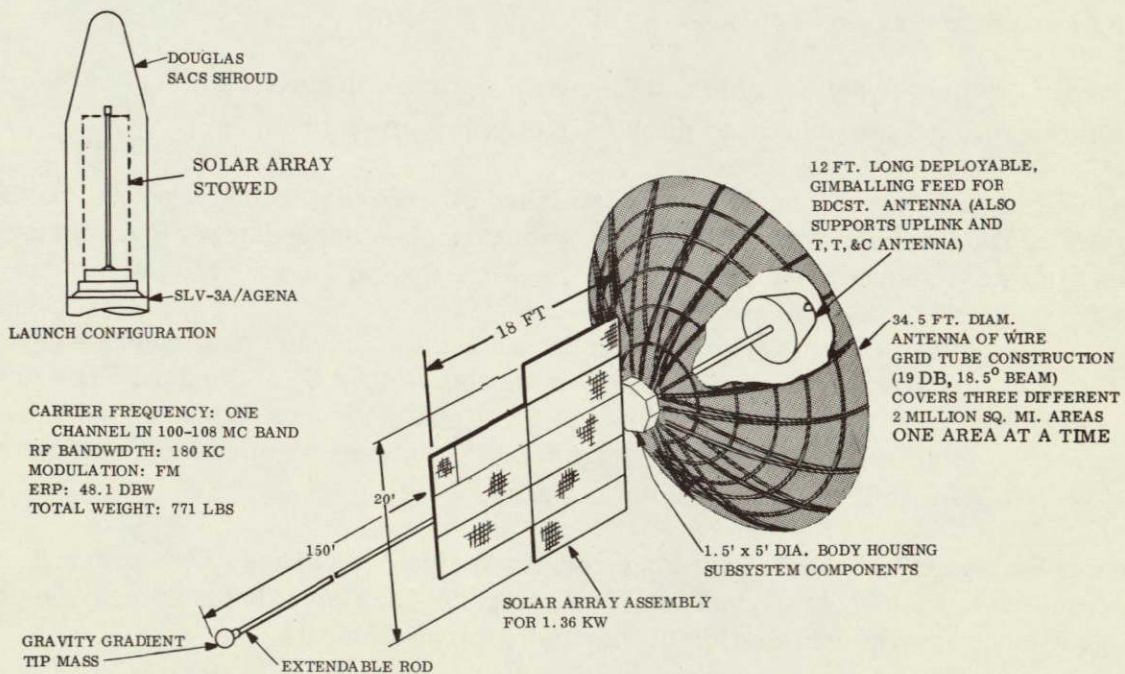 DOUGLAS
SACS SHROUD
SOLAR ARRAY
STOWED
SLV-3A/AGENA
LAUNCH CONFIGURATION
CARRIER FREQUENCY: ONE
CHANNEL IN 100-108 MC BAND
RF BANDWIDTH: 180 KC
MODULATION: FM
ERP: 48.1 DBW
TOTAL WEIGHT: 771 LBS
18 FT
12 FT. LONG DEPLOYABLE,
GIMBALLING FEED FOR
BDCST. ANTENNA (ALSO
SUPPORTS UPLINK AND
T, T, &C ANTENNA)
34.5 FT. DIAM.
ANTENNA OF WIRE
GRID TUBE CONSTRUCTION
(19 DB, 18.5° BEAM)
COVERS THREE DIFFERENT
2 MILLION SQ. MI. AREAS
ONE AREA AT A TIME
20'
150'
1.5' x 5' DIA. BODY HOUSING
SUBSYSTEM COMPONENTS
SOLAR ARRAY ASSEMBLY
FOR 1.36 KW
GRAVITY GRADIENT
TIP MASS
EXTENDABLE ROD